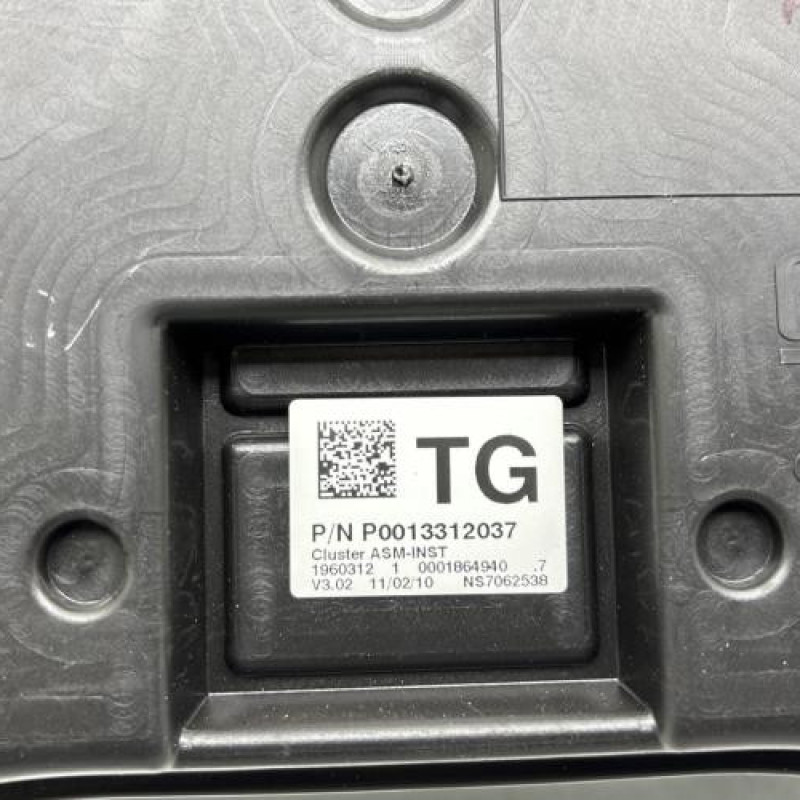 TG
P/N P0013312037
Cluster ASM-INST
1960312 1 0001864940 .7
V3.02 11/02/10 NS7062538